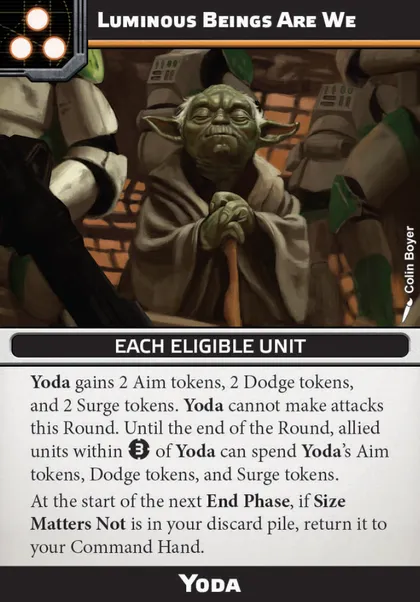 Luminous Beings Are We
Colin Boyer
EACH ELIGIBLE UNIT
Yoda gains 2 Aim tokens, 2 Dodge tokens,
and 2 Surge tokens. Yoda cannot make attacks
this Round. Until the end of the Round, allied
units within 3 of Yoda can spend Yoda's Aim
tokens, Dodge tokens, and Surge tokens.
At the start of the next End Phase, if Size
Matters Not is in your discard pile, return it to
your Command Hand.
Yoda